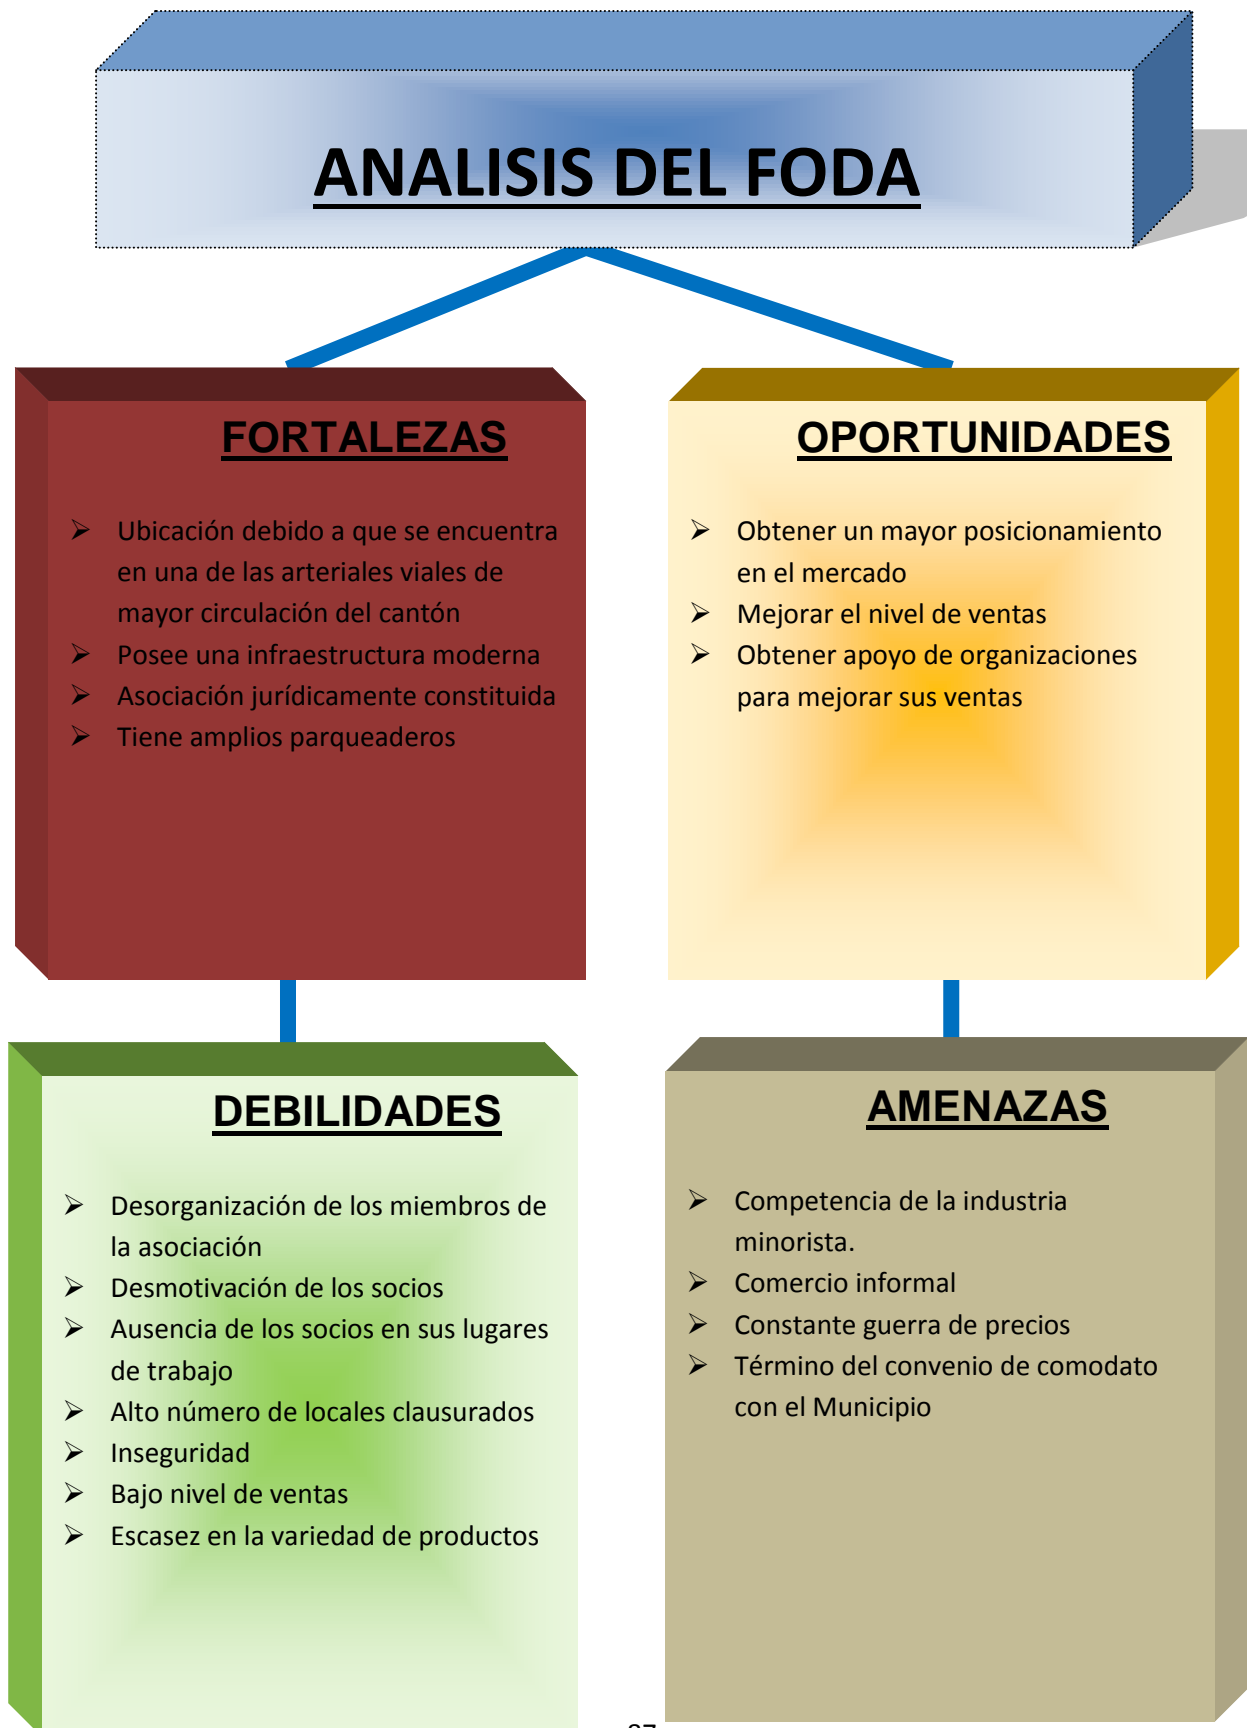 ANALISIS DEL FODA
FORTALEZAS
➢ Ubicación debido a que se encuentra
en una de las arteriales viales de
mayor circulación del cantón
➢ Posee una infraestructura moderna
➢ Asociación jurídicamente constituida
➢ Tiene amplios parqueaderos
OPORTUNIDADES
➢ Obtener un mayor posicionamiento
en el mercado
➢ Mejorar el nivel de ventas
➢ Obtener apoyo de organizaciones
para mejorar sus ventas
DEBILIDADES
➢ Desorganización de los miembros de
la asociación
➢ Desmotivación de los socios
➢ Ausencia de los socios en sus lugares
de trabajo
➢ Alto número de locales clausurados
➢ Inseguridad
➢ Bajo nivel de ventas
➢ Escasez en la variedad de productos
AMENAZAS
➢ Competencia de la industria
minorista.
➢ Comercio informal
➢ Constante guerra de precios
➢ Término del convenio de comodato
con el Municipio